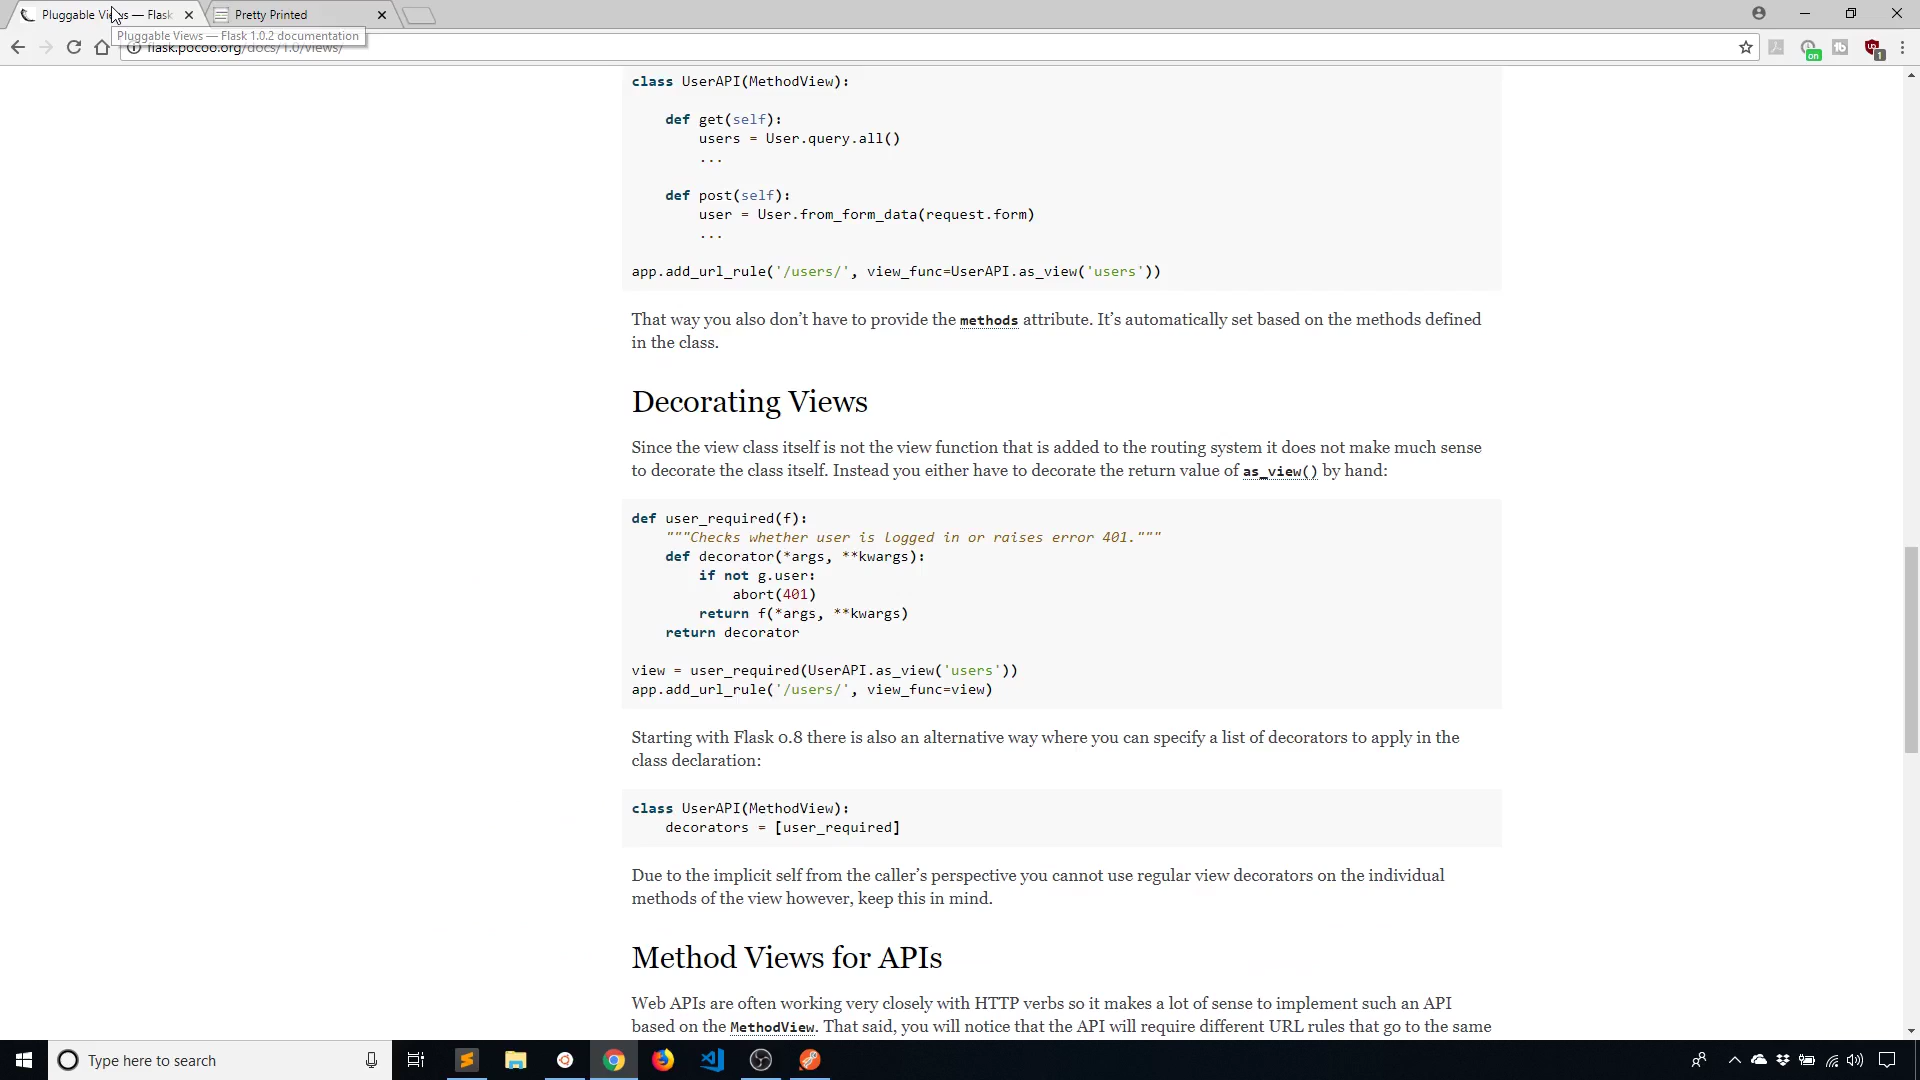 Pluggable Views — Flask
Pretty Printed
Pluggable Views — Flask 1.0.2 documentation
flask.pocoo.org/docs/1.0/views/
on
1
class UserAPI(MethodView):
def get(self):
users = User.query.all()
...
def post(self):
user = User.from_form_data(request.form)
...
app.add_url_rule('/users/', view_func=UserAPI.as_view('users'))
That way you also don’t have to provide the methods attribute. It’s automatically set based on the methods defined
in the class.
Decorating Views
Since the view class itself is not the view function that is added to the routing system it does not make much sense
to decorate the class itself. Instead you either have to decorate the return value of as_view() by hand:
def user_required(f):
"""Checks whether user is logged in or raises error 401."""
def decorator(*args, **kwargs):
if not g.user:
abort(401)
return f(*args, **kwargs)
return decorator
view = user_required(UserAPI.as_view('users'))
app.add_url_rule('/users/', view_func=view)
Starting with Flask 0.8 there is also an alternative way where you can specify a list of decorators to apply in the
class declaration:
class UserAPI(MethodView):
decorators = [user_required]
Due to the implicit self from the caller’s perspective you cannot use regular view decorators on the individual
methods of the view however, keep this in mind.
Method Views for APIs
Web APIs are often working very closely with HTTP verbs so it makes a lot of sense to implement such an API
based on the MethodView. That said, you will notice that the API will require different URL rules that go to the same
Type here to search